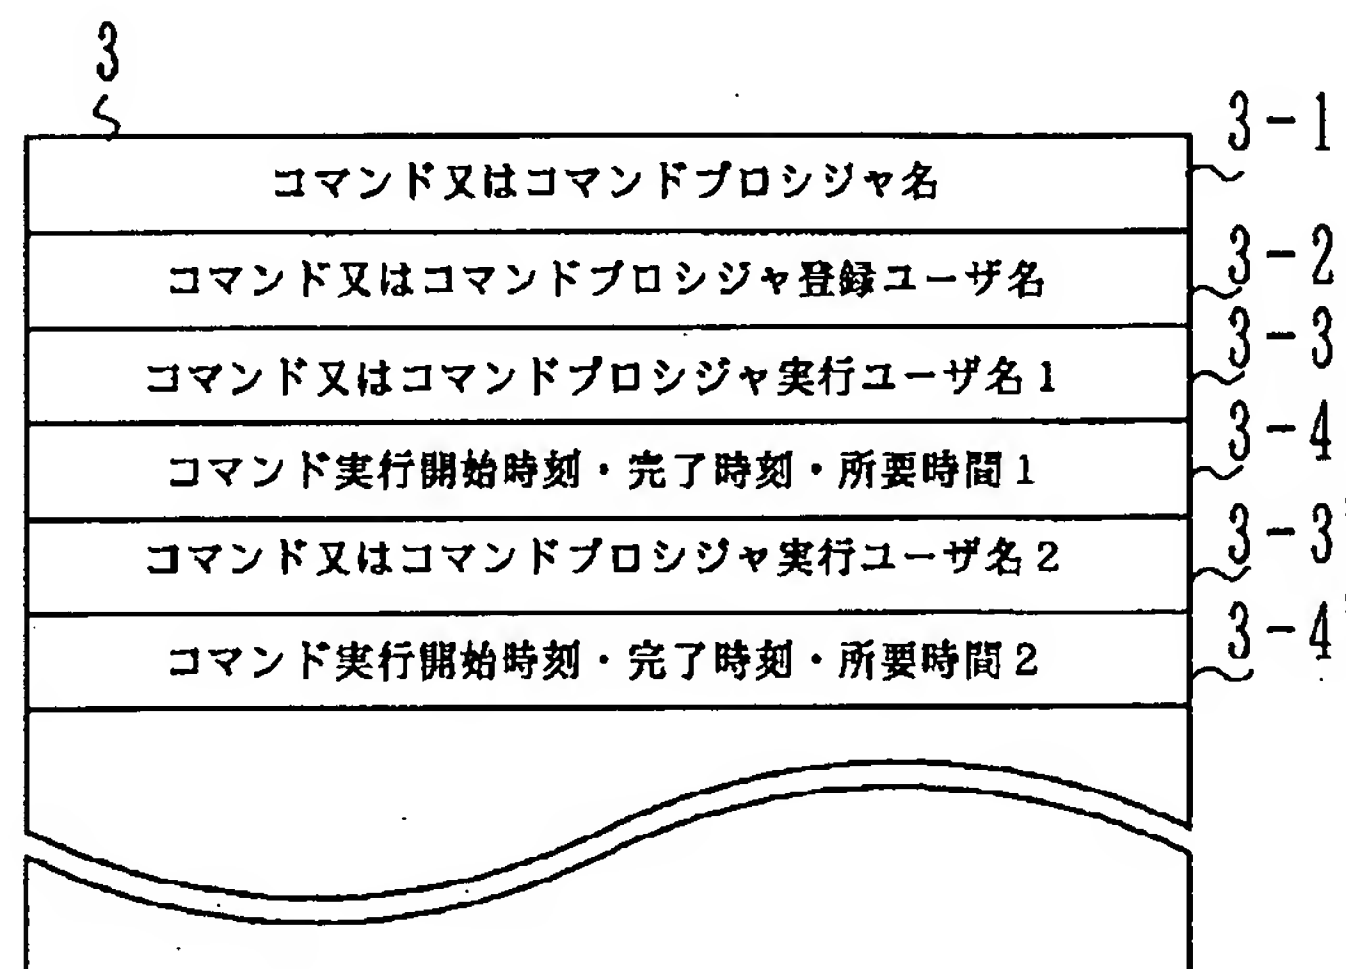 3
コマンド又はコマンドプロシジャ名 3-1
コマンド又はコマンドプロシジャ登録ユーザ名 3-2
コマンド又はコマンドプロシジャ実行ユーザ名1 3-3
コマンド実行開始時刻・完了時刻・所要時間1 3-4
コマンド又はコマンドプロシジャ実行ユーザ名2 3-3'
コマンド実行開始時刻・完了時刻・所要時間2 3-4'